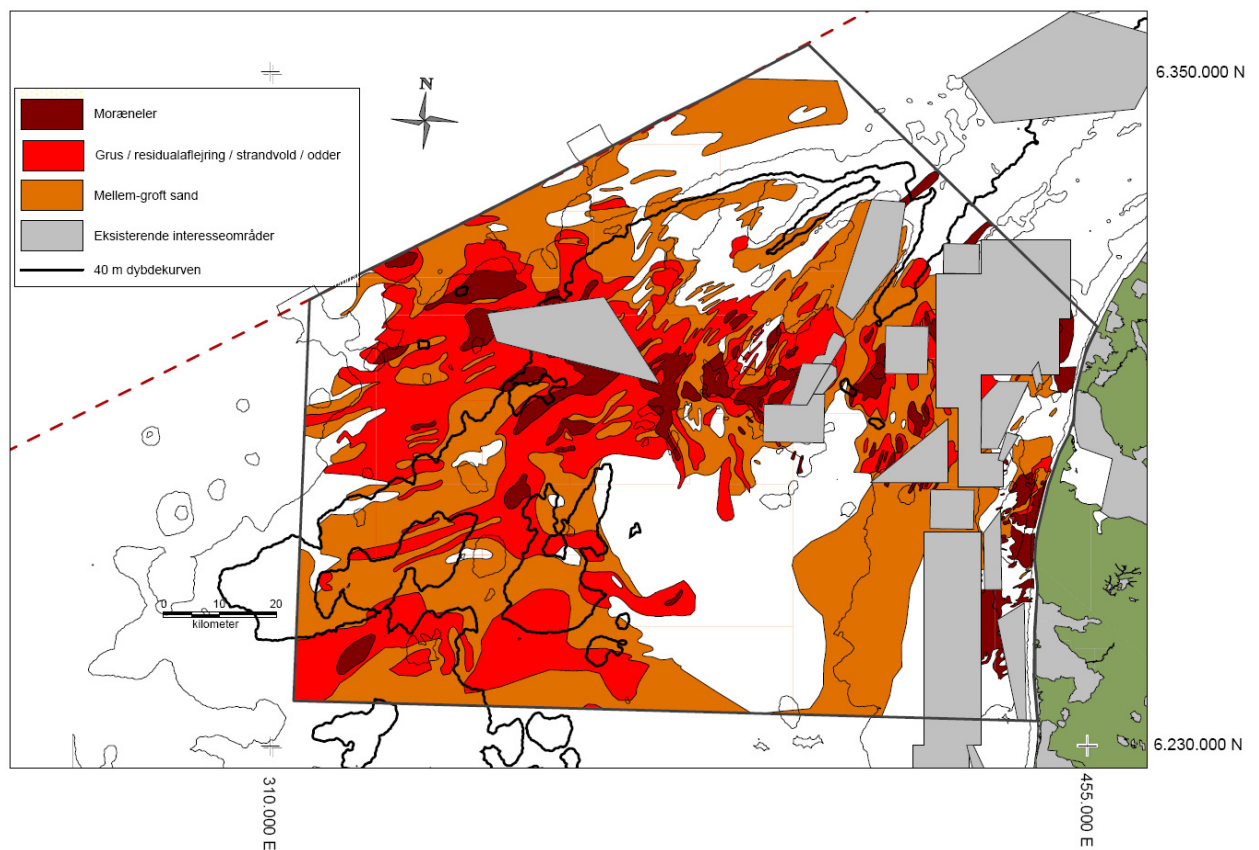 6.350.000 N
N
Moræneler
Grus / residualaflejring / strandvold / odder
Mellem-groft sand
Eksisterende interesseområder
40 m dybdekurven
0 10 20
kilometer
6.230.000 N
310.000 E
455.000 E